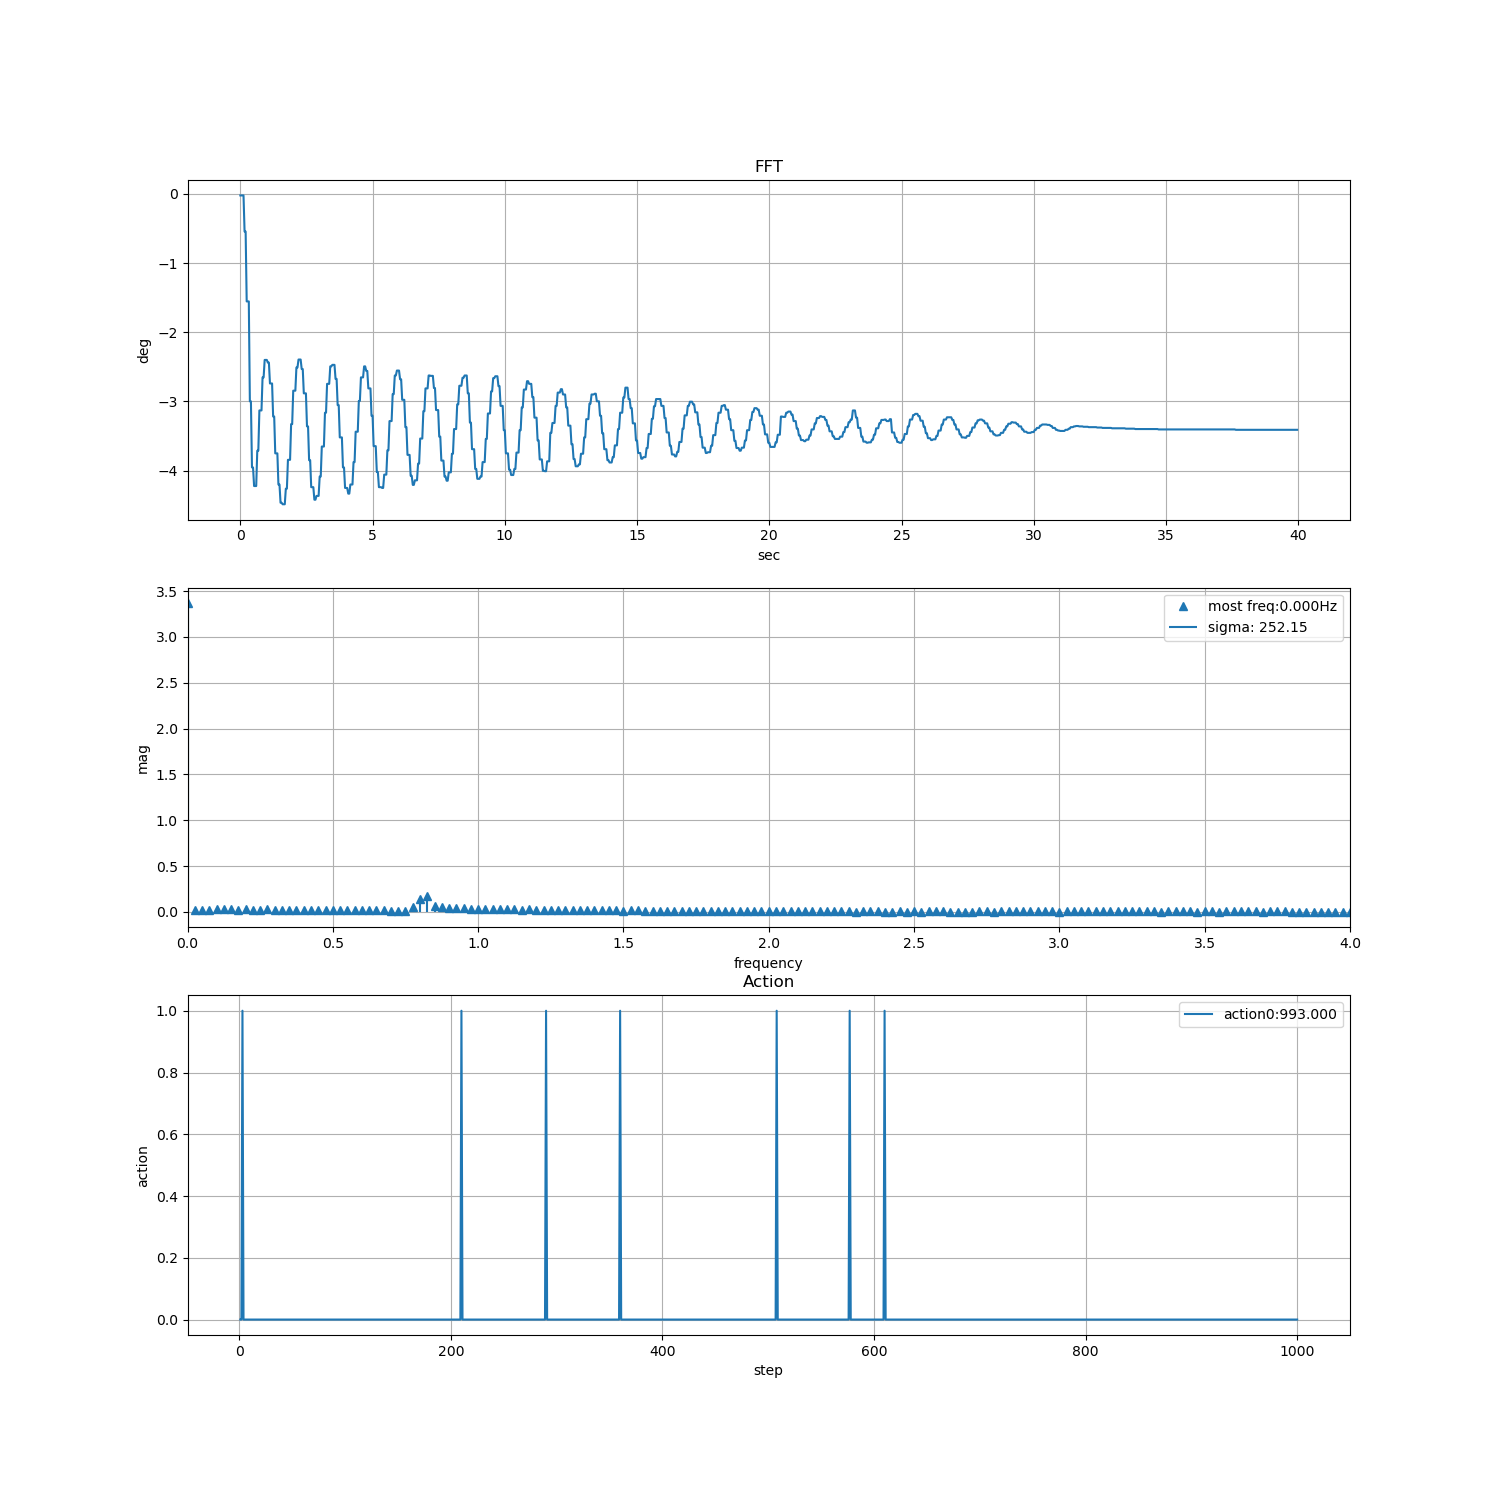 FFT
0
−1
−2
−3
−4
deg
0 5 10 15 20 25 30 35 40
sec
3.5
3.0
2.5
2.0
1.5
1.0
0.5
0.0
mag
most freq:0.000Hz
sigma: 252.15
0.0 0.5 1.0 1.5 2.0 2.5 3.0 3.5 4.0
frequency
Action
1.0
0.8
0.6
0.4
0.2
0.0
action
action0:993.000
0 200 400 600 800 1000
step